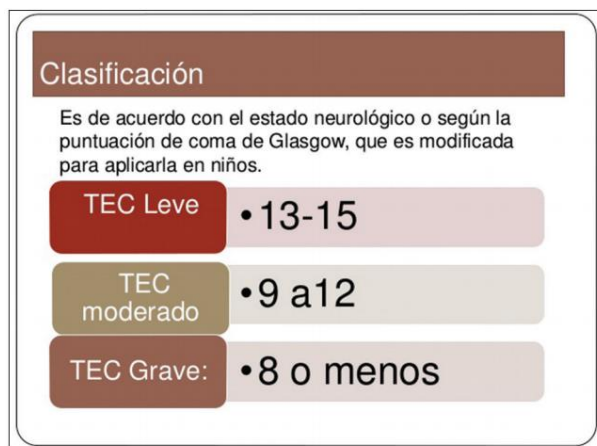 Clasificación
Es de acuerdo con el estado neurológico o según la
puntuación de coma de Glasgow, que es modificada
para aplicarla en niños.
TEC Leve
•13-15
TEC
moderado
•9 a12
TEC Grave:
•8 o menos